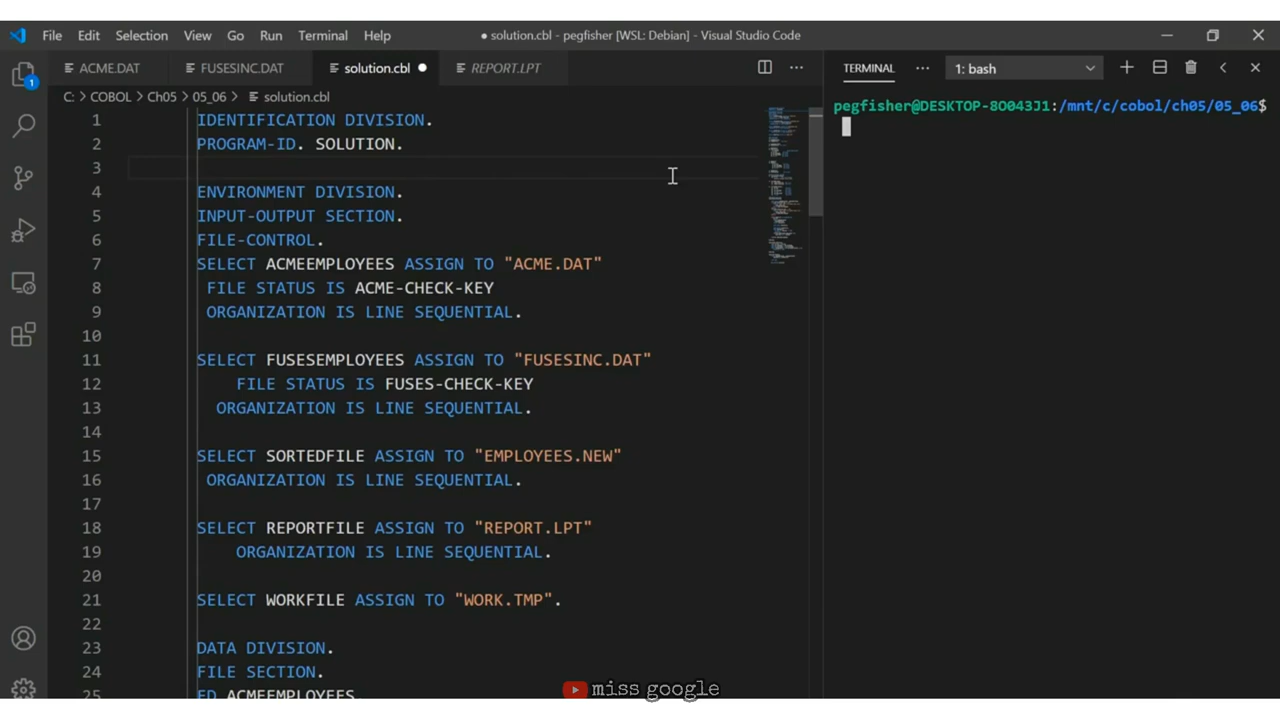 File Edit Selection View Go Run Terminal Help ● solution.cbl - pegfisher [WSL: Debian] - Visual Studio Code
ACME.DAT FUSESINC.DAT solution.cbl REPORT.LPT
C: > COBOL > Ch05 > 05_06 > solution.cbl
1 IDENTIFICATION DIVISION.
2 PROGRAM-ID. SOLUTION.
3
4 ENVIRONMENT DIVISION.
5 INPUT-OUTPUT SECTION.
6 FILE-CONTROL.
7 SELECT ACMEEMPLOYEES ASSIGN TO "ACME.DAT"
8 FILE STATUS IS ACME-CHECK-KEY
9 ORGANIZATION IS LINE SEQUENTIAL.
10
11 SELECT FUSESEMPLOYEES ASSIGN TO "FUSESINC.DAT"
12 FILE STATUS IS FUSES-CHECK-KEY
13 ORGANIZATION IS LINE SEQUENTIAL.
14
15 SELECT SORTEDFILE ASSIGN TO "EMPLOYEES.NEW"
16 ORGANIZATION IS LINE SEQUENTIAL.
17
18 SELECT REPORTFILE ASSIGN TO "REPORT.LPT"
19 ORGANIZATION IS LINE SEQUENTIAL.
20
21 SELECT WORKFILE ASSIGN TO "WORK.TMP".
22
23 DATA DIVISION.
24 FILE SECTION.
25 FD ACMEEMPLOYEES
TERMINAL ··· 1: bash
pegfisher@DESKTOP-8O043J1:/mnt/c/cobol/ch05/05_06$
1
miss google